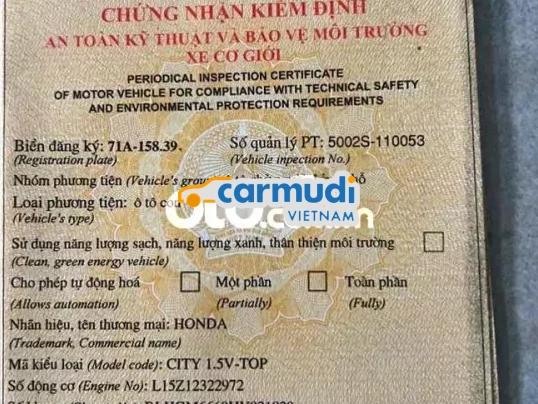 CHỨNG NHẬN KIỂM ĐỊNH
AN TOÀN KỸ THUẬT VÀ BẢO VỆ MÔI TRƯỜNG
XE CƠ GIỚI
PERIODICAL INSPECTION CERTIFICATE
OF MOTOR VEHICLE FOR COMPLIANCE WITH TECHNICAL SAFETY
AND ENVIRONMENTAL PROTECTION REQUIREMENTS
Biển đăng ký: 71A-158.39. Số quản lý PT: 5002S-110053
(Registration plate) (Vehicle inpection No.)
Nhóm phương tiện (Vehicle's
carmudi
VIETNAM
Loại phương tiện: ô tô con
(Vehicle's type)
Sử dụng năng lượng sạch, năng lượng xanh, thân thiện môi trường
(Clean, green energy vehicle)
Cho phép tự động hoá Một phần Toàn phần
(Allows automation) (Partially) (Fully)
Nhãn hiệu, tên thương mại: HONDA
(Trademark, Commercial name)
Mã kiểu loại (Model code): CITY 1.5V-TOP
Số động cơ (Engine No): L15Z12322972